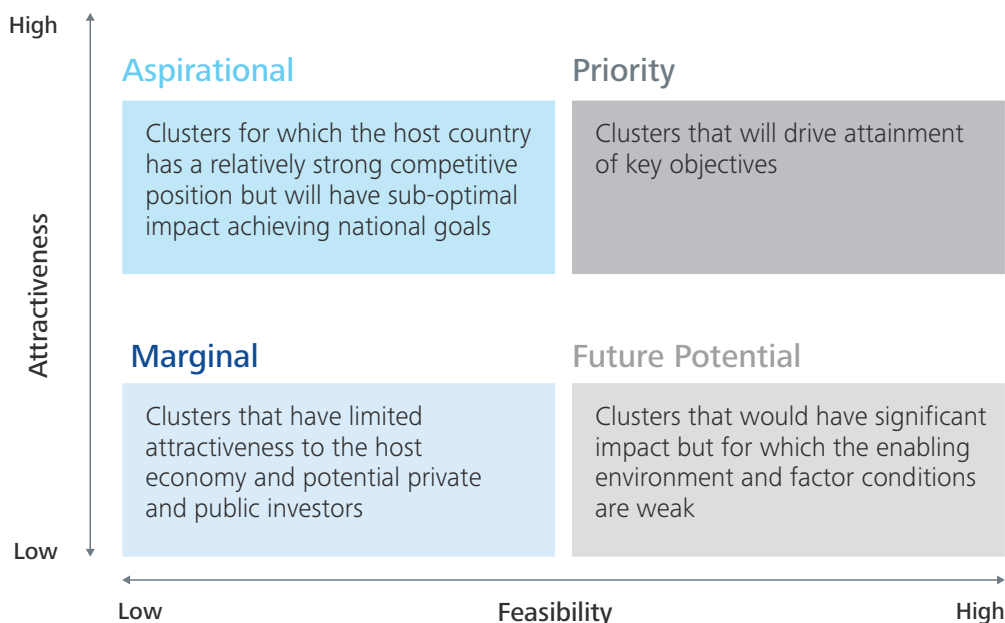 High
Aspirational
Clusters for which the host country
has a relatively strong competitive
position but will have sub-optimal
impact achieving national goals
Priority
Clusters that will drive attainment
of key objectives
Attractiveness
Marginal
Clusters that have limited
attractiveness to the host
economy and potential private
and public investors
Future Potential
Clusters that would have significant
impact but for which the enabling
environment and factor conditions
are weak
Low
Low
Feasibility
High